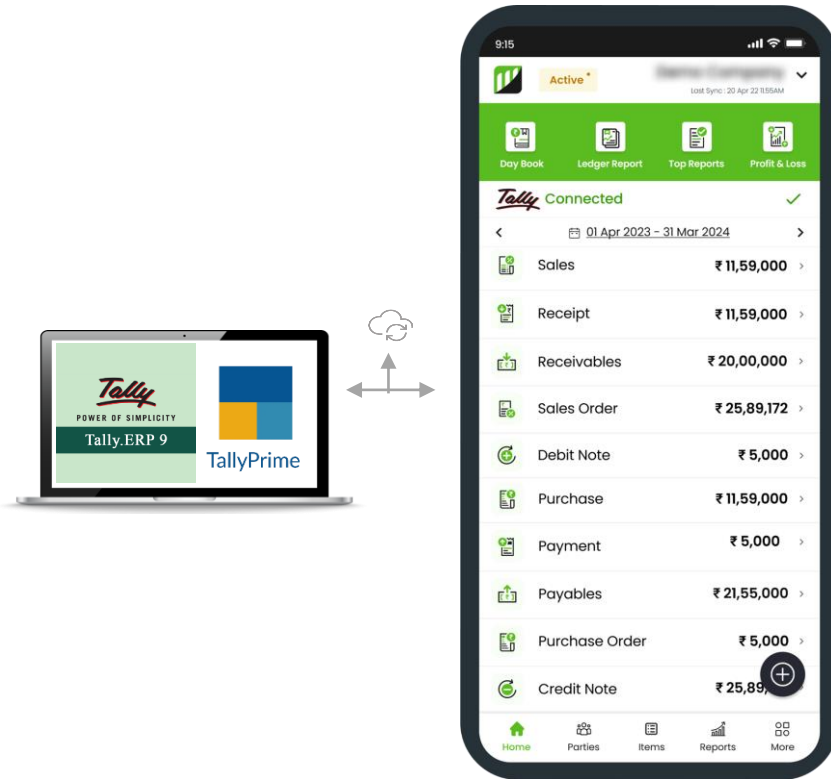 Tally
POWER OF SIMPLICITY
Tally.ERP 9
TallyPrime
9:15
Active *
Last Sync : 20 Apr 22 11:55AM
Day Book Ledger Report Top Reports Profit & Loss
Tally Connected
01 Apr 2023 - 31 Mar 2024
Sales ₹ 11,59,000
Receipt ₹ 11,59,000
Receivables ₹ 20,00,000
Sales Order ₹ 25,89,172
Debit Note ₹ 5,000
Purchase ₹ 11,59,000
Payment ₹ 5,000
Payables ₹ 21,55,000
Purchase Order ₹ 5,000
Credit Note ₹ 25,89,
Home Parties Items Reports More